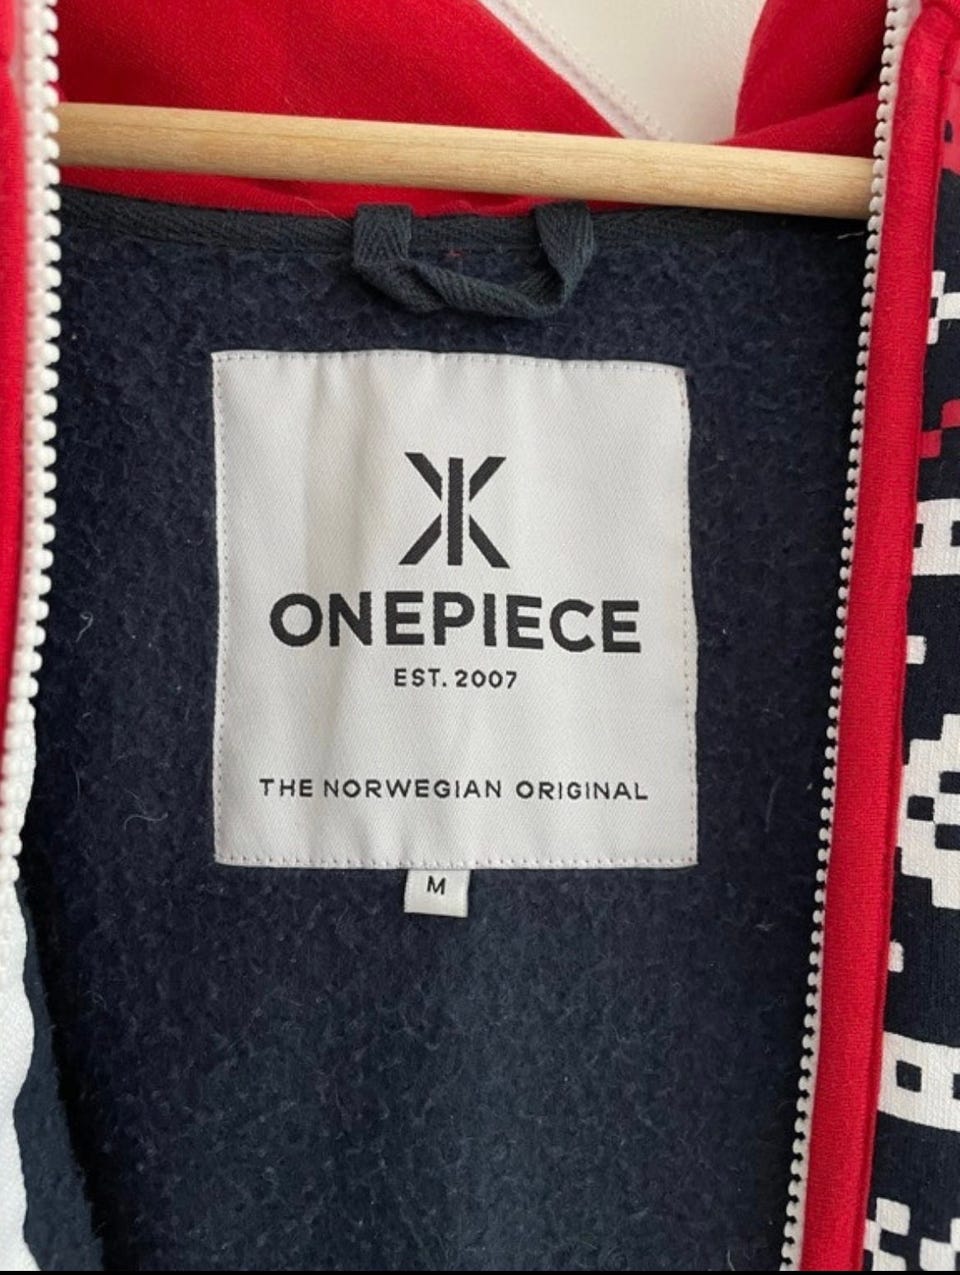 ONEPIECE
EST. 2007
THE NORWEGIAN ORIGINAL
M